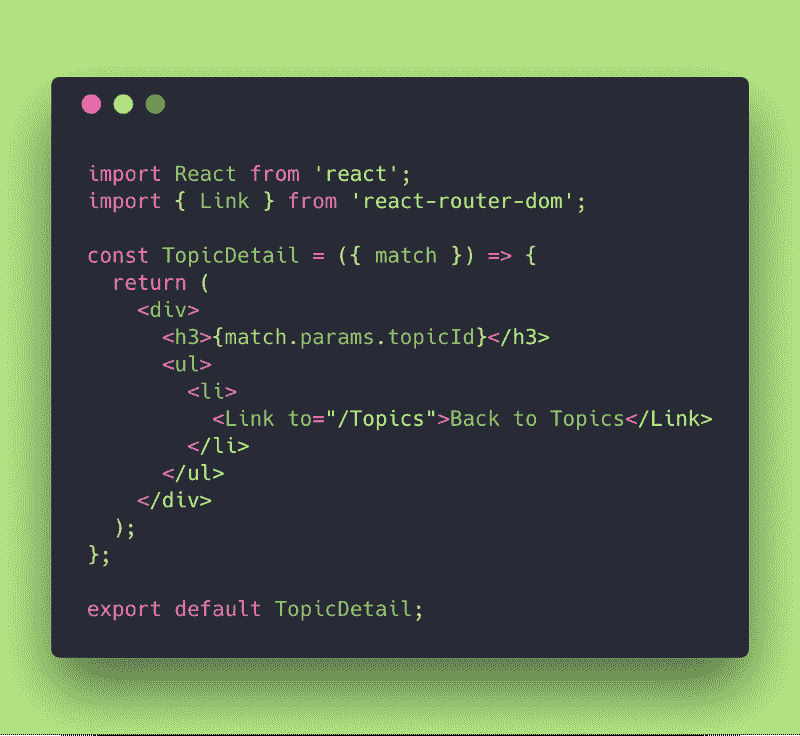 import React from 'react';
import { Link } from 'react-router-dom';

const TopicDetail = ({ match }) => {
  return (
    <div>
      <h3>{match.params.topicId}</h3>
      <ul>
        <li>
          <Link to="/Topics">Back to Topics</Link>
        </li>
      </ul>
    </div>
  );
};

export default TopicDetail;